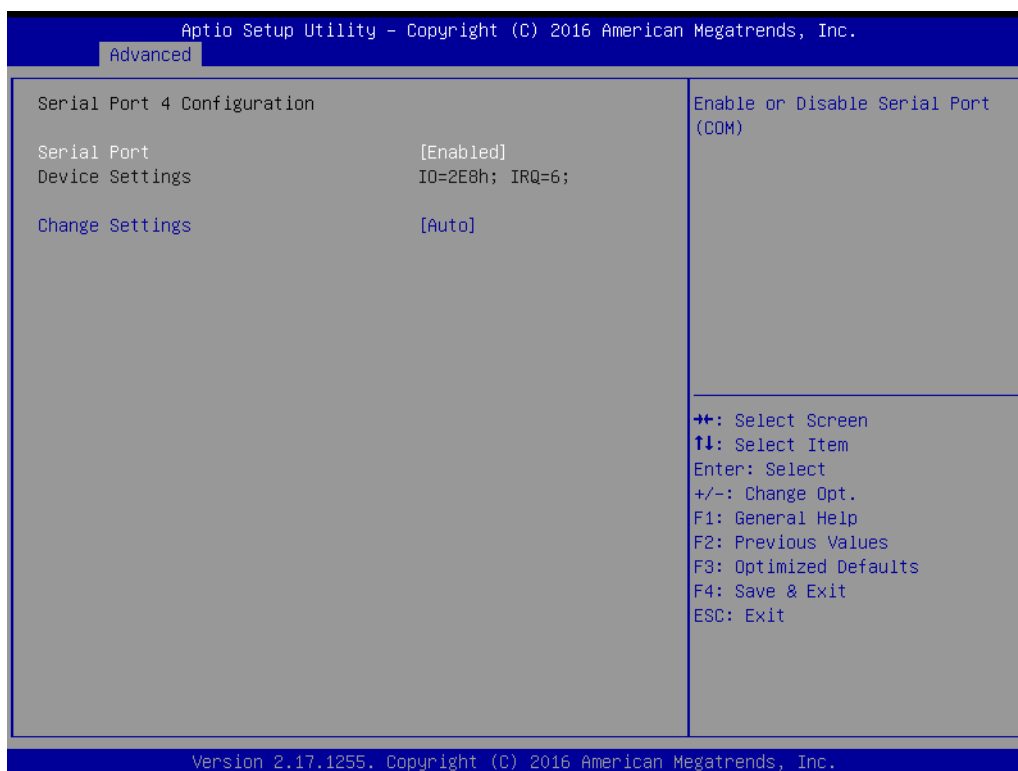 Aptio Setup Utility – Copyright (C) 2016 American Megatrends, Inc.
Advanced
Serial Port 4 Configuration
Serial Port [Enabled]
Device Settings IO=2E8h; IRQ=6;
Change Settings [Auto]
Enable or Disable Serial Port
(COM)
→←: Select Screen
↑↓: Select Item
Enter: Select
+/-: Change Opt.
F1: General Help
F2: Previous Values
F3: Optimized Defaults
F4: Save & Exit
ESC: Exit
Version 2.17.1255. Copyright (C) 2016 American Megatrends, Inc.